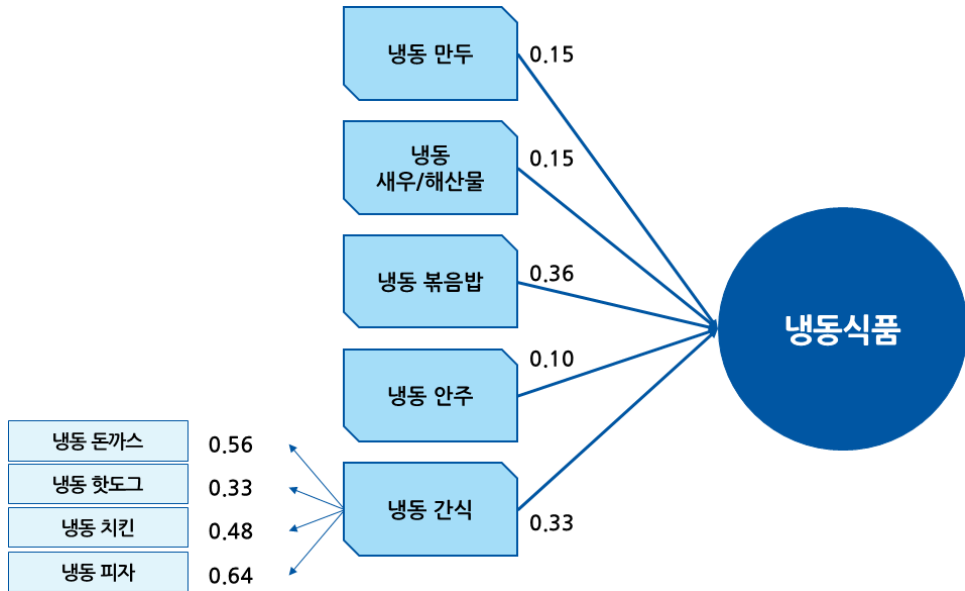 냉동 만두
0.15
냉동
새우/해산물
0.15
냉동 볶음밥
0.36
냉동식품
냉동 안주
0.10
냉동 간식
0.33
냉동 돈까스
0.56
냉동 핫도그
0.33
냉동 치킨
0.48
냉동 피자
0.64